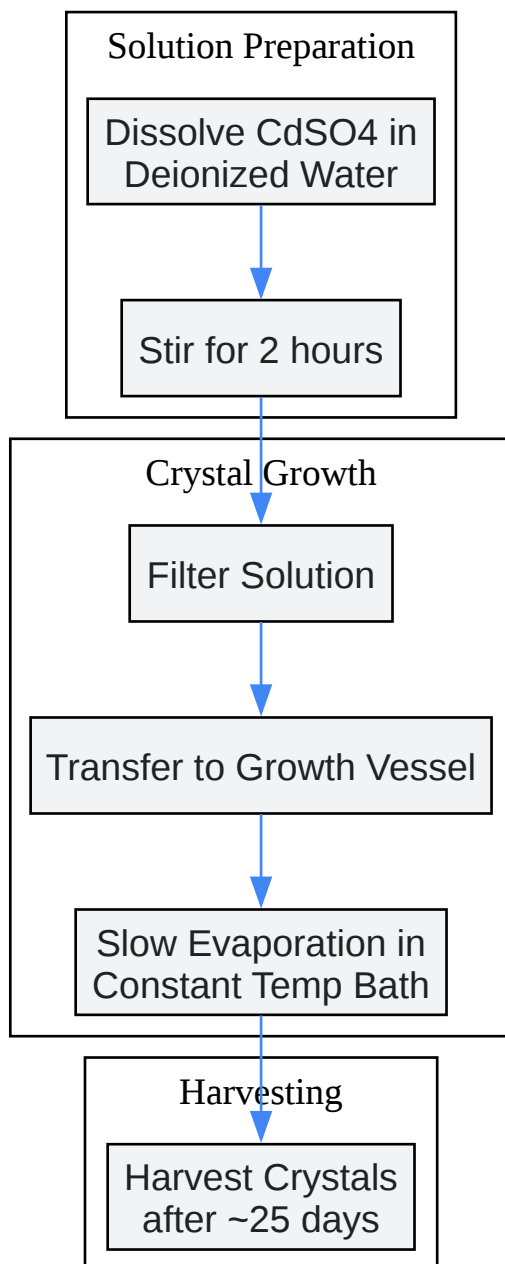 Solution Preparation
Dissolve CdSO4 in
Deionized Water
Stir for 2 hours
Crystal Growth
Filter Solution
Transfer to Growth Vessel
Slow Evaporation in
Constant Temp Bath
Harvesting
Harvest Crystals
after ~25 days